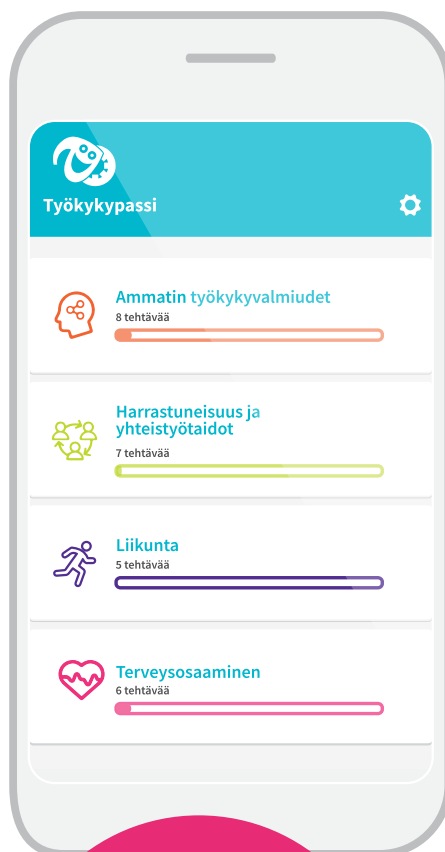 Työkykypassi
Ammatin työkykyvalmiudet
8 tehtävää
Harrastuneisuus ja
yhteistyötaidot
7 tehtävää
Liikunta
5 tehtävää
Terveysosaaminen
6 tehtävää